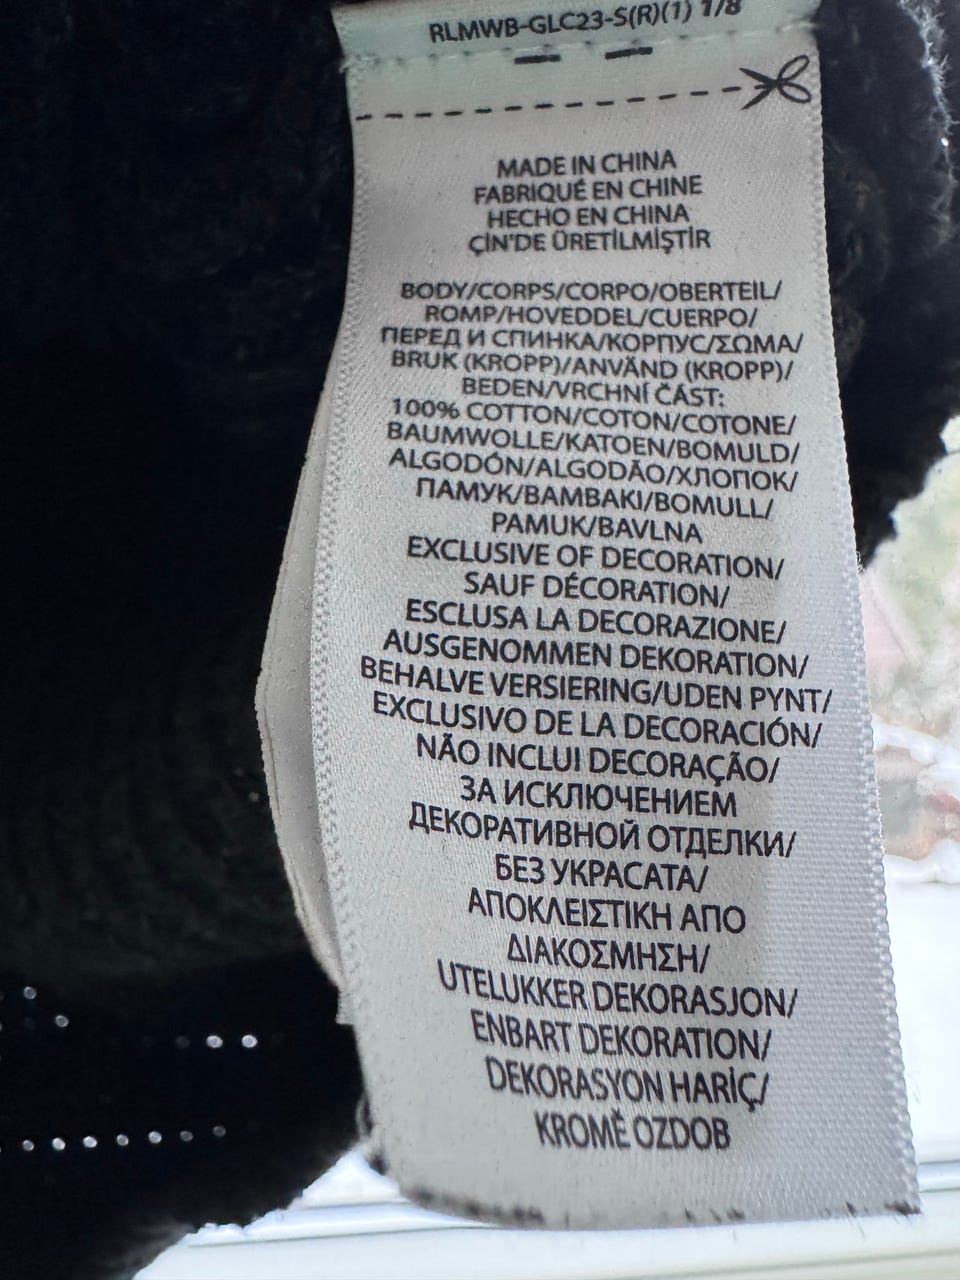 RLMWB-GLC23-S(R)(1) 1/8
MADE IN CHINA
FABRIQUÉ EN CHINE
HECHO EN CHINA
ÇİN'DE ÜRETİLMİŞTİR
BODY/CORPS/CORPO/OBERTEIL/
ROMP/HOVEDDEL/CUERPO/
ПЕРЕД И СПИНКА/КОРПУС/ΣΩΜΑ/
BRUK (KROPP)/ANVÄND (KROPP)/
BEDEN/VRCHNÍ ČÁST:
100% COTTON/COTON/COTONE/
BAUMWOLLE/KATOEN/BOMULD/
ALGODÓN/ALGODÃO/ХЛОПОК/
ПАМУК/ΒΑΜΒΑΚΙ/BOMULL/
PAMUK/BAVLNA
EXCLUSIVE OF DECORATION/
SAUF DÉCORATION/
ESCLUSA LA DECORAZIONE/
AUSGENOMMEN DEKORATION/
BEHALVE VERSIERING/UDEN PYNT/
EXCLUSIVO DE LA DECORACIÓN/
NÃO INCLUI DECORAÇÃO/
ЗА ИСКЛЮЧЕНИЕМ
ДЕКОРАТИВНОЙ ОТДЕЛКИ/
БЕЗ УКРАСАТА/
ΑΠΟΚΛΕΙΣΤΙΚΗ ΑΠΟ
ΔΙΑΚΟΣΜΗΣΗ/
UTELUKKER DEKORASJON/
ENBART DEKORATION/
DEKORASYON HARİÇ/
KROMĚ OZDOB